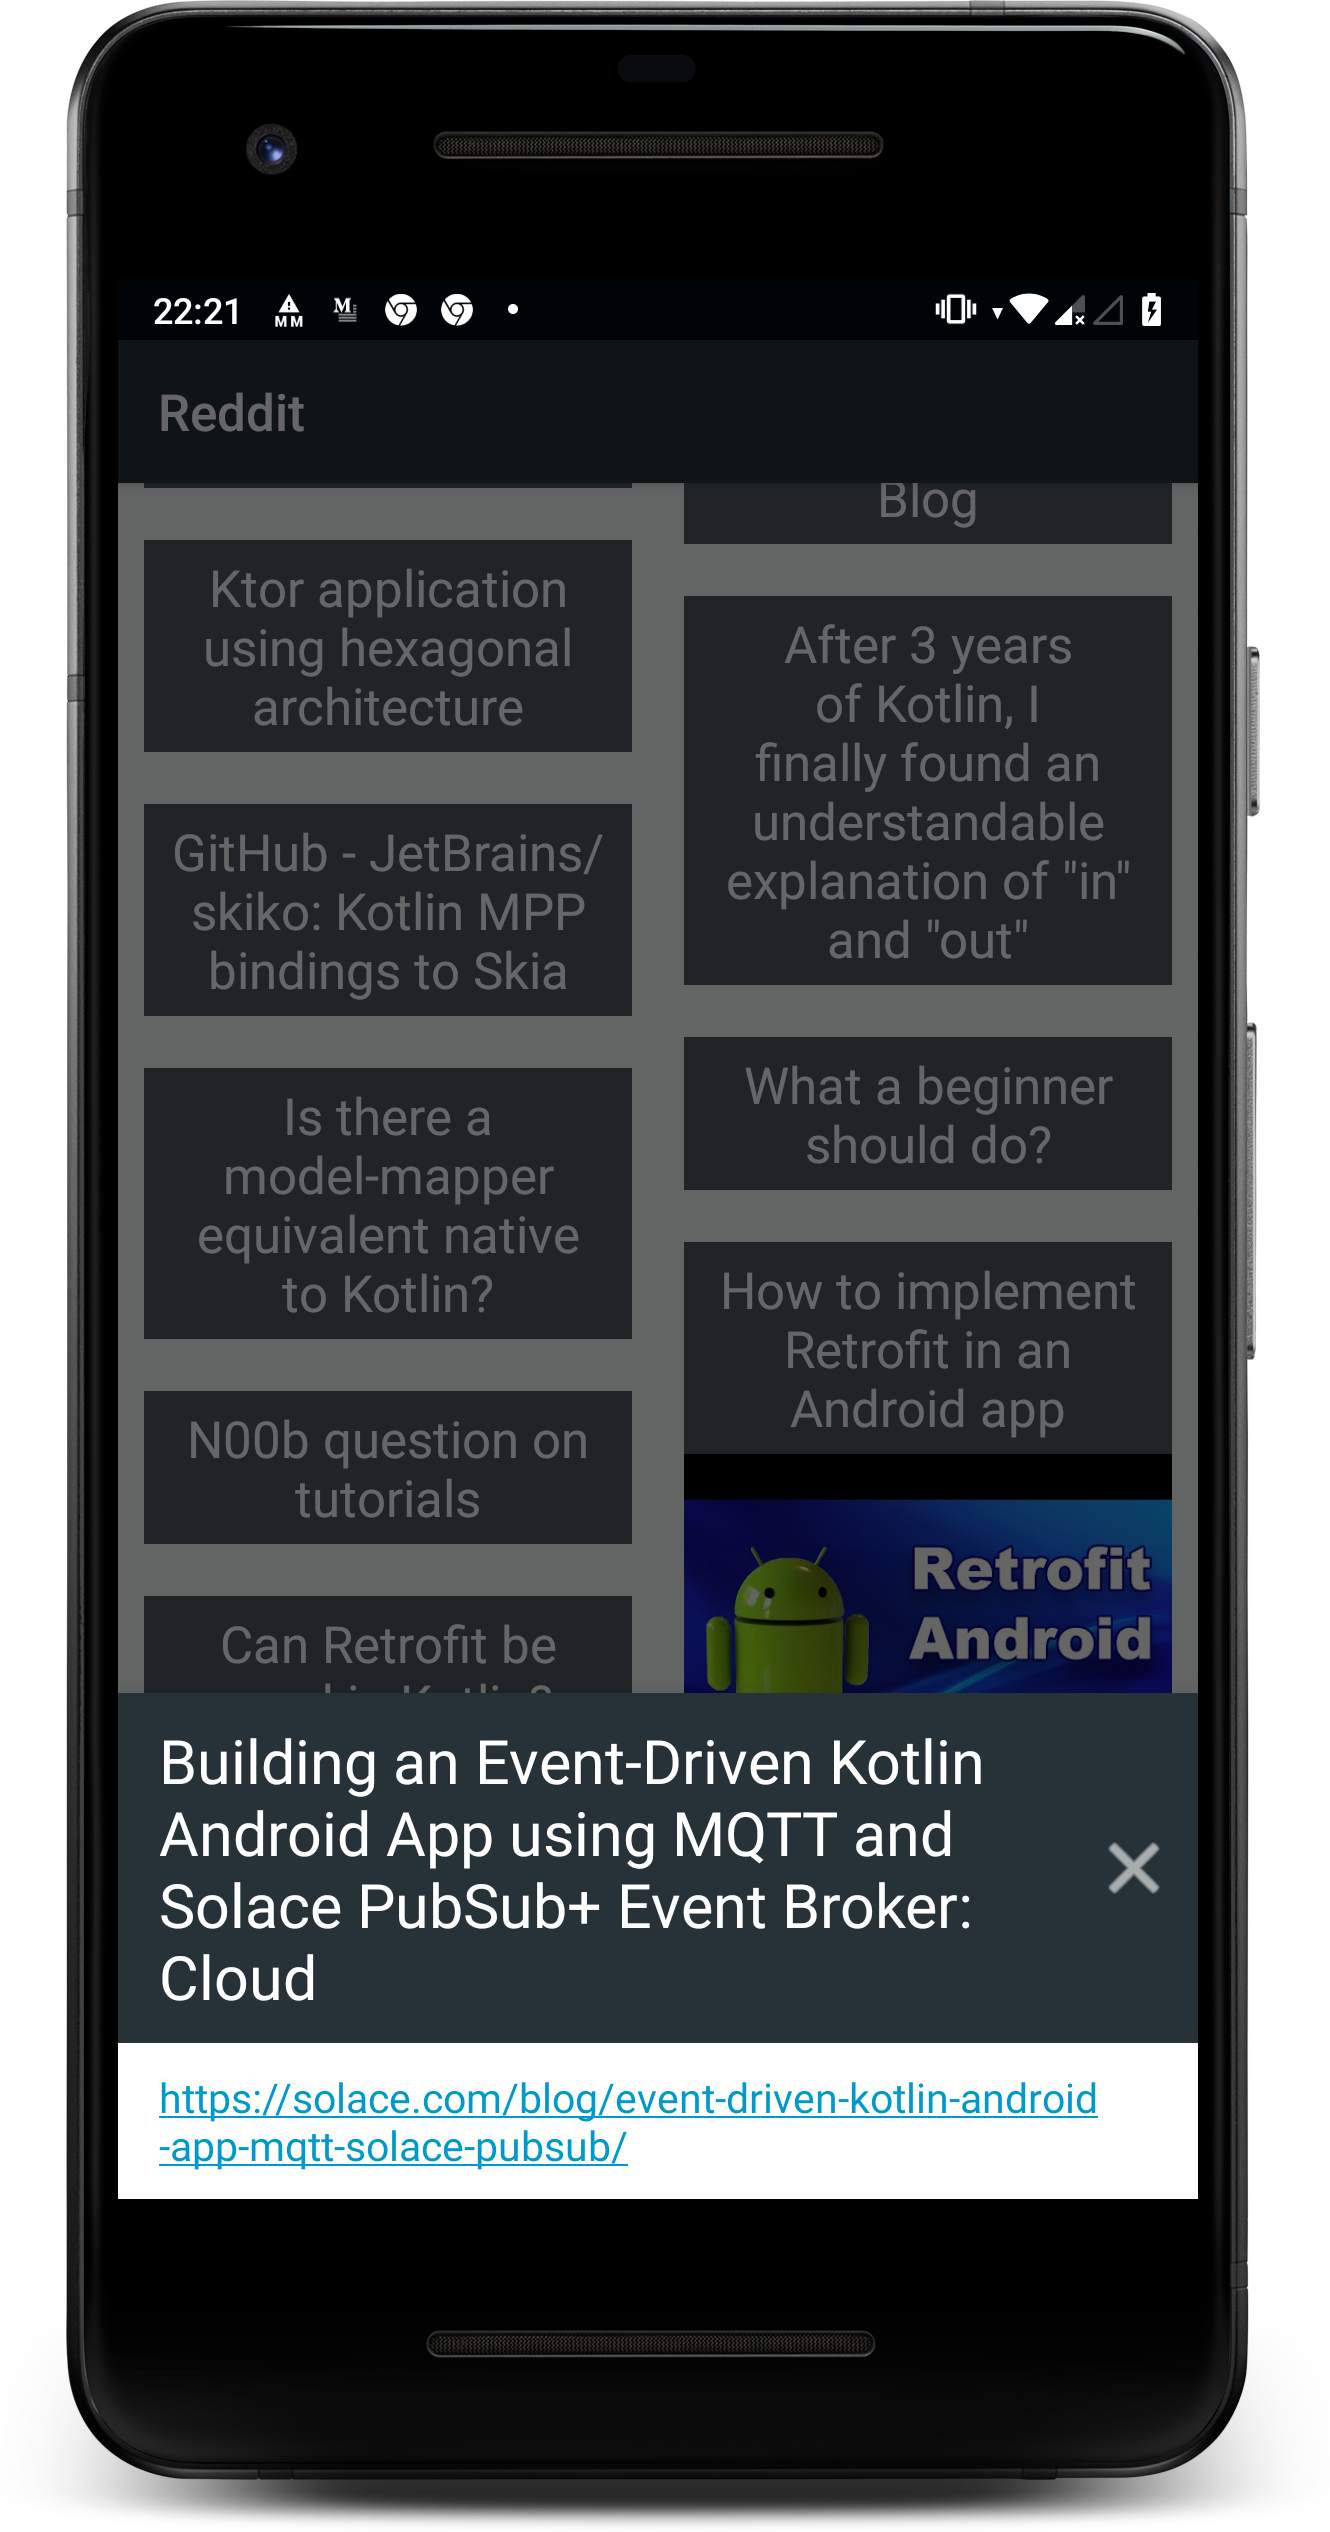 22:21
MM
M
Reddit
Blog
Ktor application
using hexagonal
architecture
After 3 years
of Kotlin, I
finally found an
understandable
explanation of "in"
and "out"
GitHub - JetBrains/
skiko: Kotlin MPP
bindings to Skia
What a beginner
should do?
Is there a
model-mapper
equivalent native
to Kotlin?
How to implement
Retrofit in an
Android app
N00b question on
tutorials
Retrofit
Android
Can Retrofit be
Building an Event-Driven Kotlin
Android App using MQTT and
Solace PubSub+ Event Broker:
Cloud
https://solace.com/blog/event-driven-kotlin-android
-app-mqtt-solace-pubsub/